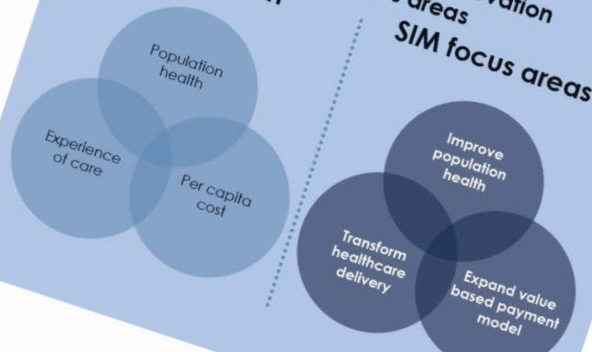 areas
SIM focus areas
Population
health
Experience
of care
Per capita
cost
Improve
population
health
Transform
healthcare
delivery
Expand value
based payment
model